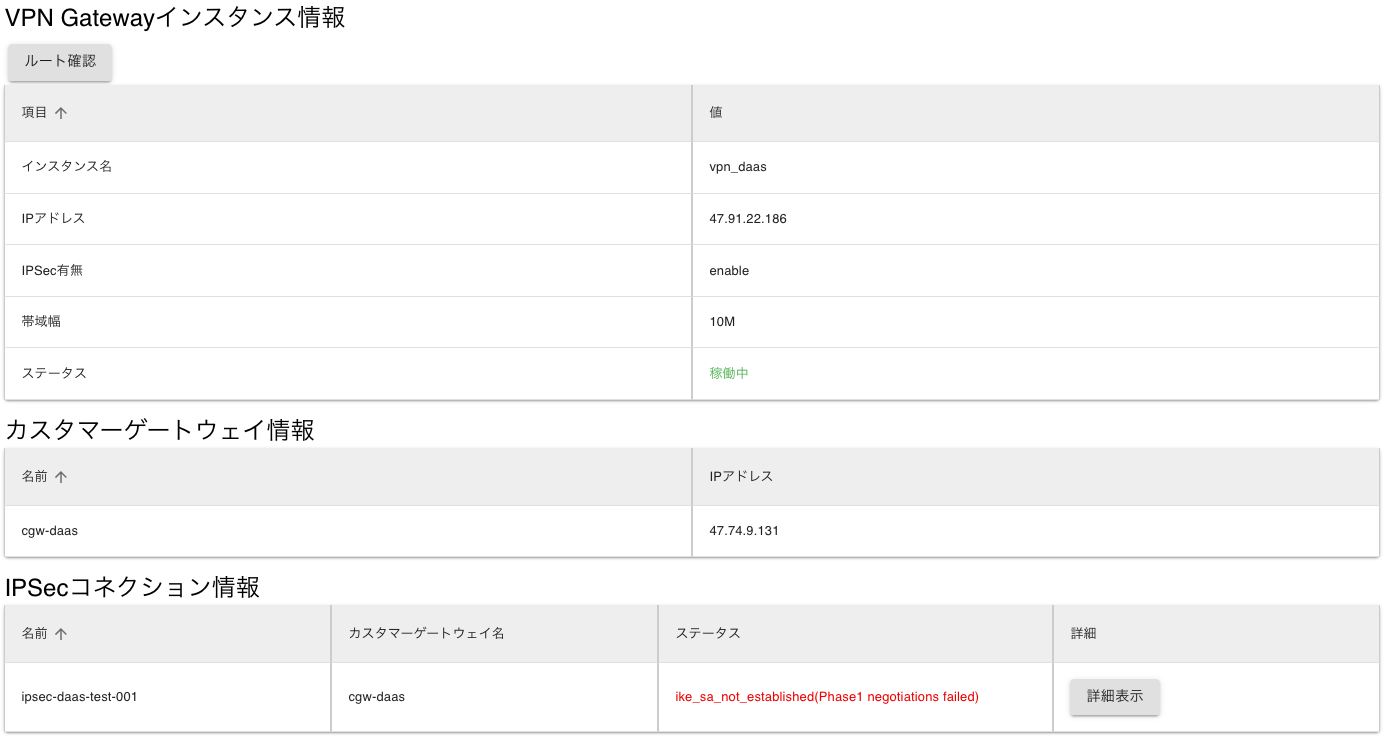 VPN Gatewayインスタンス情報
ルート確認
項目 ↑ 値
インスタンス名 vpn_daas
IPアドレス 47.91.22.186
IPSec有無 enable
帯域幅 10M
ステータス 稼働中
カスタマーゲートウェイ情報
名前 ↑ IPアドレス
cgw-daas 47.74.9.131
IPSecコネクション情報
名前 ↑ カスタマーゲートウェイ名 ステータス 詳細
ipsec-daas-test-001 cgw-daas ike_sa_not_established(Phase1 negotiations failed) 詳細表示